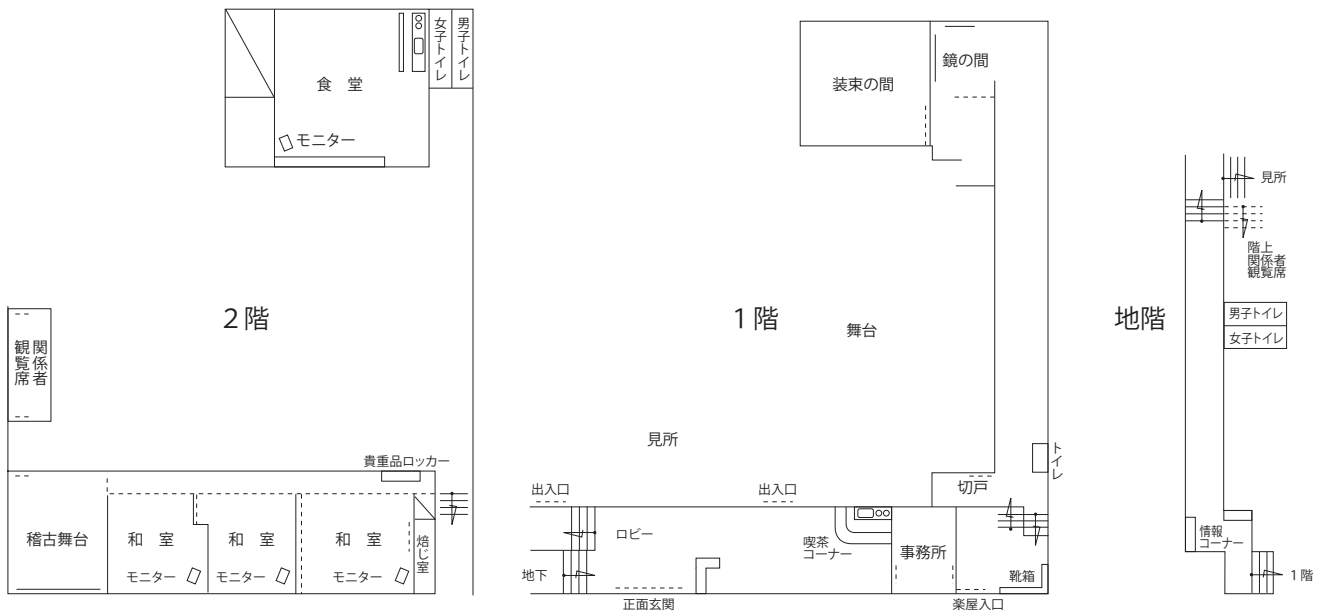 女子トイレ
男子トイレ
食 堂
モニター
2階
関係者
観覧席
貴重品ロッカー
稽古舞台
和 室
和 室
和 室
焙じ室
モニター
モニター
モニター
装束の間
鏡の間
1階
舞台
見所
トイレ
切戸
出入口
出入口
ロビー
喫茶
コーナー
事務所
地下
靴箱
正面玄関
楽屋入口
地階
見所
階上
関係者
観覧席
男子トイレ
女子トイレ
情報
コーナー
1階